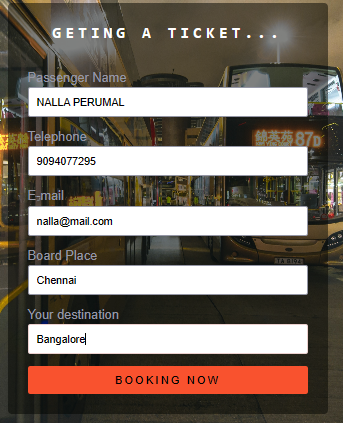 GETING A TICKET...
Passenger Name
NALLA PERUMAL
Telephone
9094077295
E-mail
nalla@mail.com
Board Place
Chennai
Your destination
Bangalore
BOOKING NOW
87D